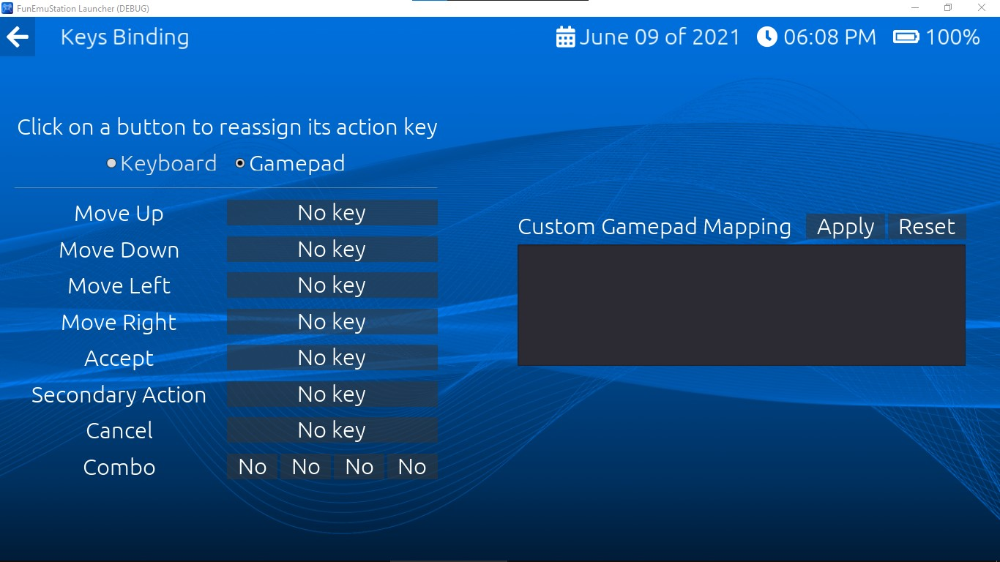 FunEmuStation Launcher (DEBUG)
Keys Binding
June 09 of 2021 06:08 PM 100%
Click on a button to reassign its action key
Keyboard Gamepad
Move Up No key
Move Down No key
Move Left No key
Move Right No key
Accept No key
Secondary Action No key
Cancel No key
Combo No No No No
Custom Gamepad Mapping Apply Reset